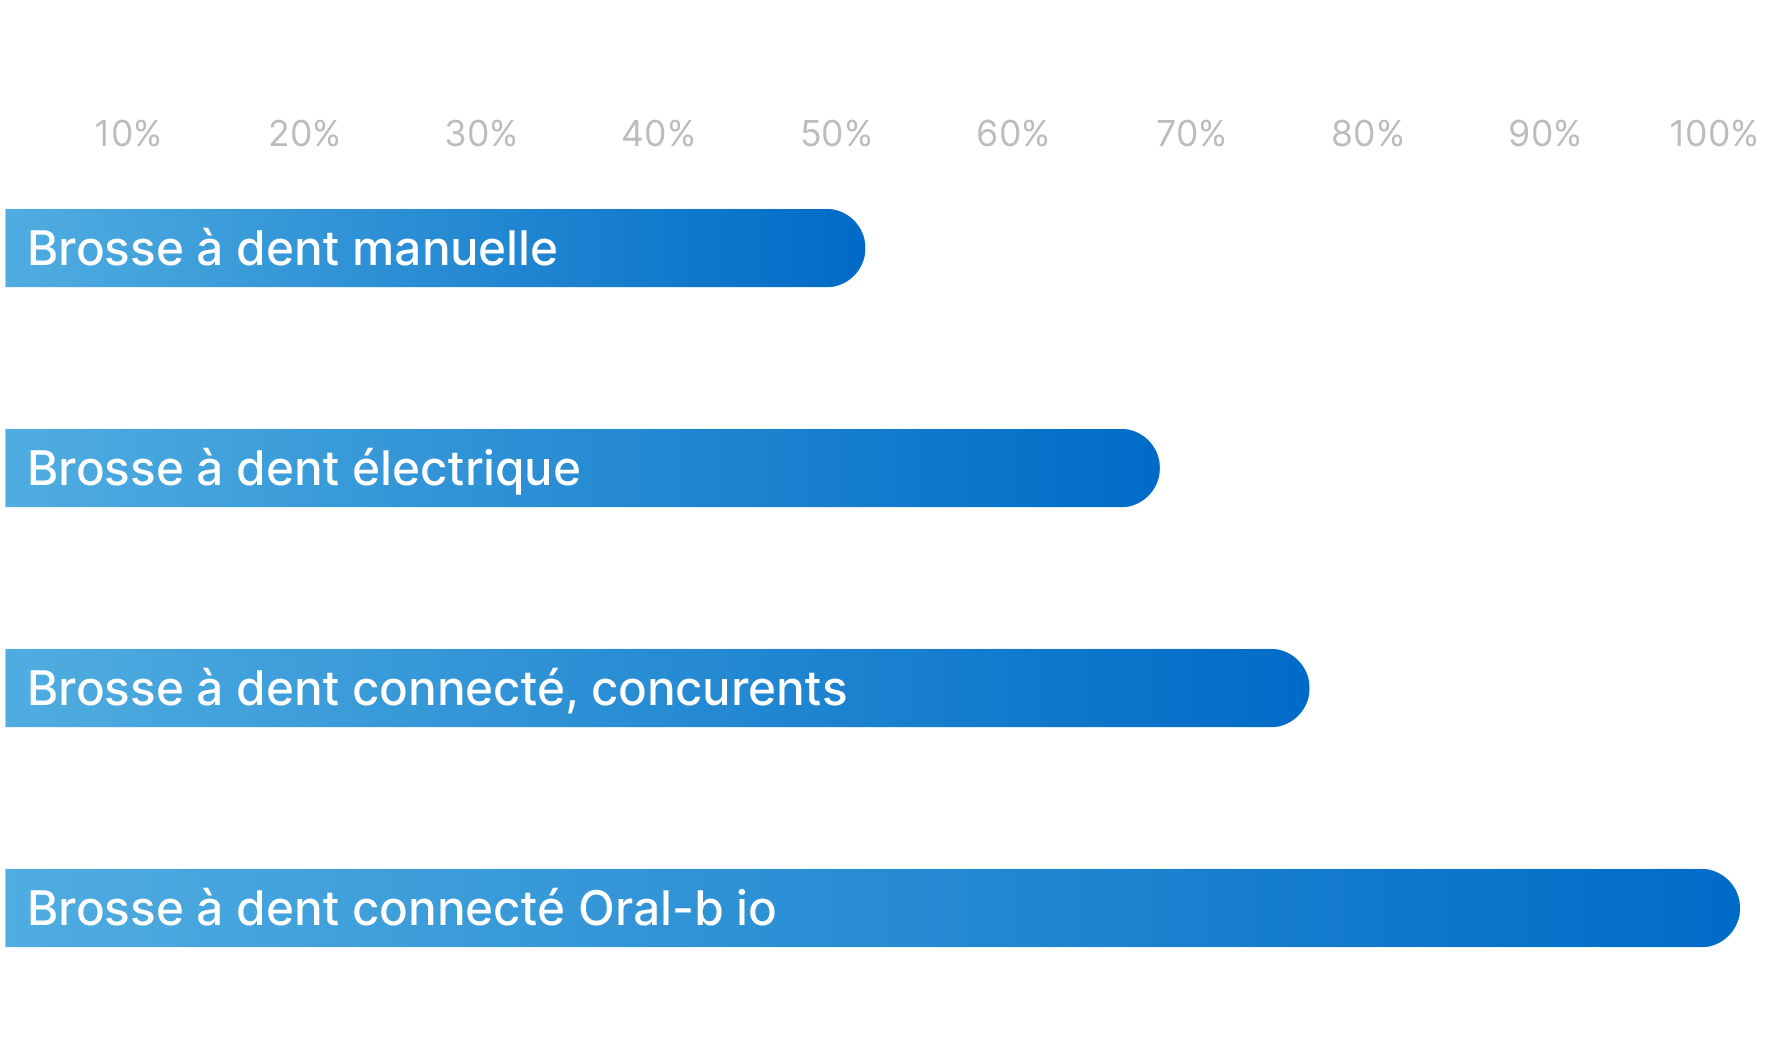 10% 20% 30% 40% 50% 60% 70% 80% 90% 100%
Brosse à dent manuelle
Brosse à dent électrique
Brosse à dent connecté, concurents
Brosse à dent connecté Oral-b io